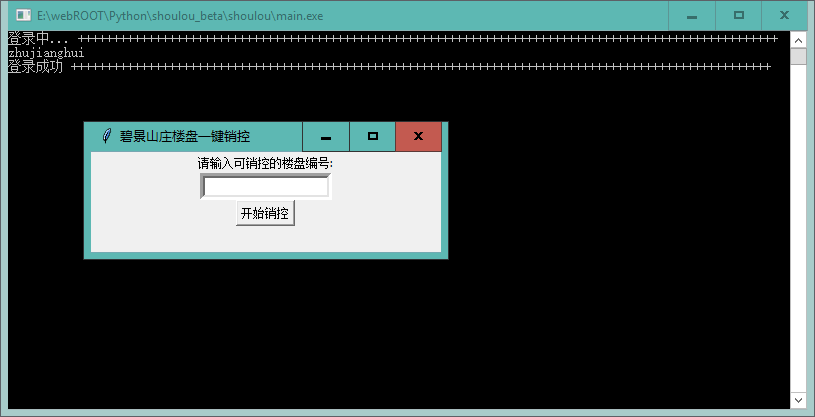 E:\webROOT\Python\shoulou_beta\shoulou\main.exe
登录中... ++++++++++++++++++++++++++++++++++++++++++++++++++++++++++++++++++++++++++++++++++++++++++++++++++++
zhujianghui
登录成功 ++++++++++++++++++++++++++++++++++++++++++++++++++++++++++++++++++++++++++++++++++++++++++++++++++++
碧景山庄楼盘一键销控
请输入可销控的楼盘编号:
开始销控